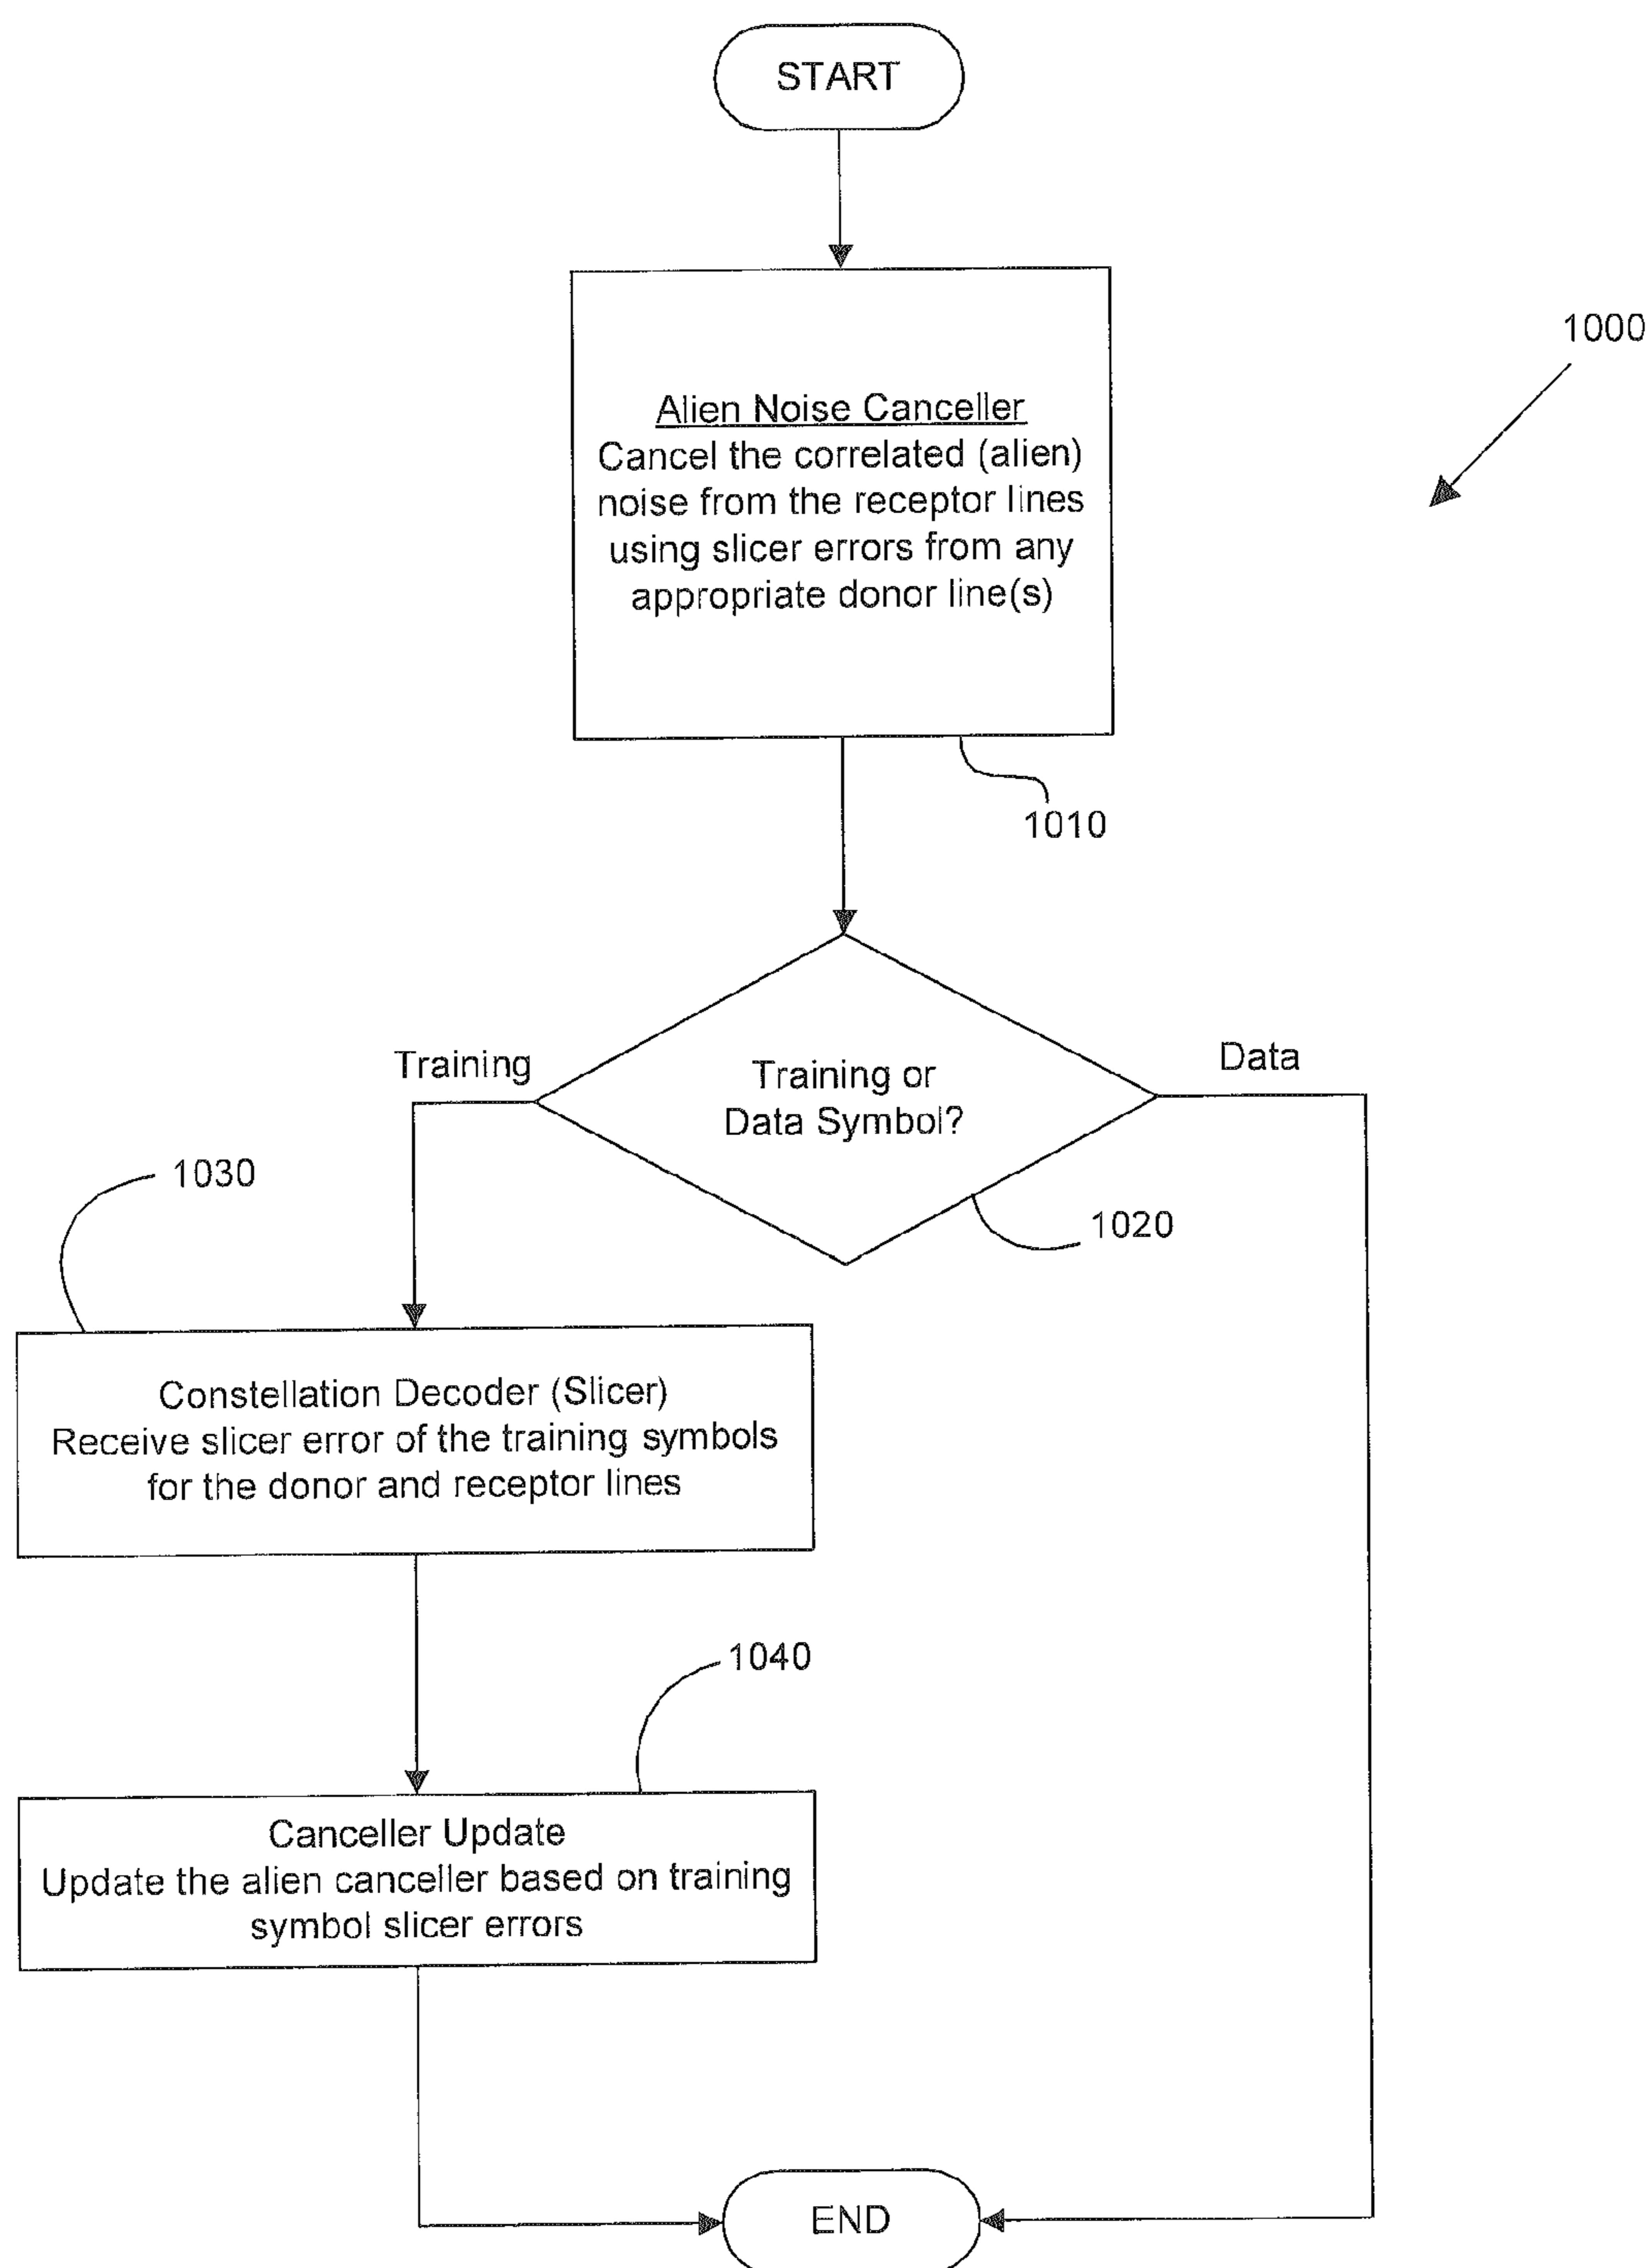 START
1000
Alien Noise Canceller
Cancel the correlated (alien)
noise from the receptor lines
using slicer errors from any
appropriate donor line(s)
1010
Training
Training or
Data Symbol?
Data
1030
1020
Constellation Decoder (Slicer)
Receive slicer error of the training symbols
for the donor and receptor lines
1040
Canceller Update
Update the alien canceller based on training
symbol slicer errors
END